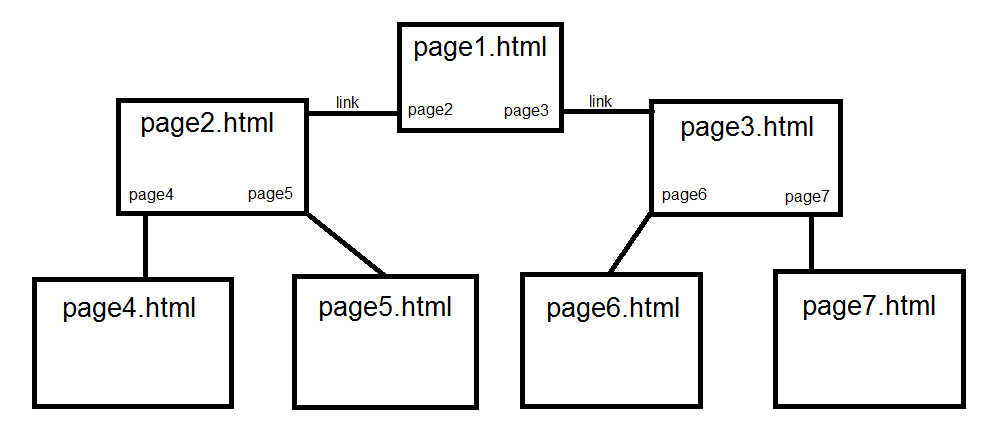 page1.html
page2 page3
link
link
page2.html
page4 page5
page3.html
page6 page7
page4.html
page5.html
page6.html
page7.html